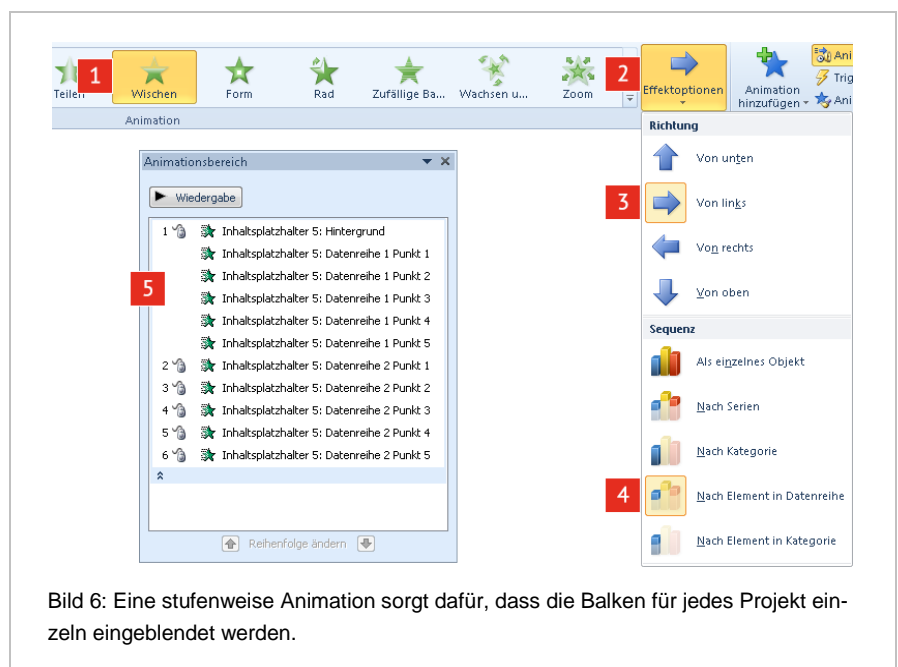 1
2
Teilen
Wischen
Form
Rad
Zufällige Ba...
Wachsen u...
Zoom
Effektoptionen
Animation
hinzufügen
Ani
Trig
Ani
Animation
Richtung
Von unten
3
Von links
Von rechts
Von oben
Sequenz
Als einzelnes Objekt
Nach Serien
Nach Kategorie
4
Nach Element in Datenreihe
Nach Element in Kategorie
Animationsbereich
Wiedergabe
5
1 Inhaltsplatzhalter 5: Hintergrund
Inhaltsplatzhalter 5: Datenreihe 1 Punkt 1
Inhaltsplatzhalter 5: Datenreihe 1 Punkt 2
Inhaltsplatzhalter 5: Datenreihe 1 Punkt 3
Inhaltsplatzhalter 5: Datenreihe 1 Punkt 4
Inhaltsplatzhalter 5: Datenreihe 1 Punkt 5
2 Inhaltsplatzhalter 5: Datenreihe 2 Punkt 1
3 Inhaltsplatzhalter 5: Datenreihe 2 Punkt 2
4 Inhaltsplatzhalter 5: Datenreihe 2 Punkt 3
5 Inhaltsplatzhalter 5: Datenreihe 2 Punkt 4
6 Inhaltsplatzhalter 5: Datenreihe 2 Punkt 5
Reihenfolge ändern
Bild 6: Eine stufenweise Animation sorgt dafür, dass die Balken für jedes Projekt ein-
zeln eingeblendet werden.